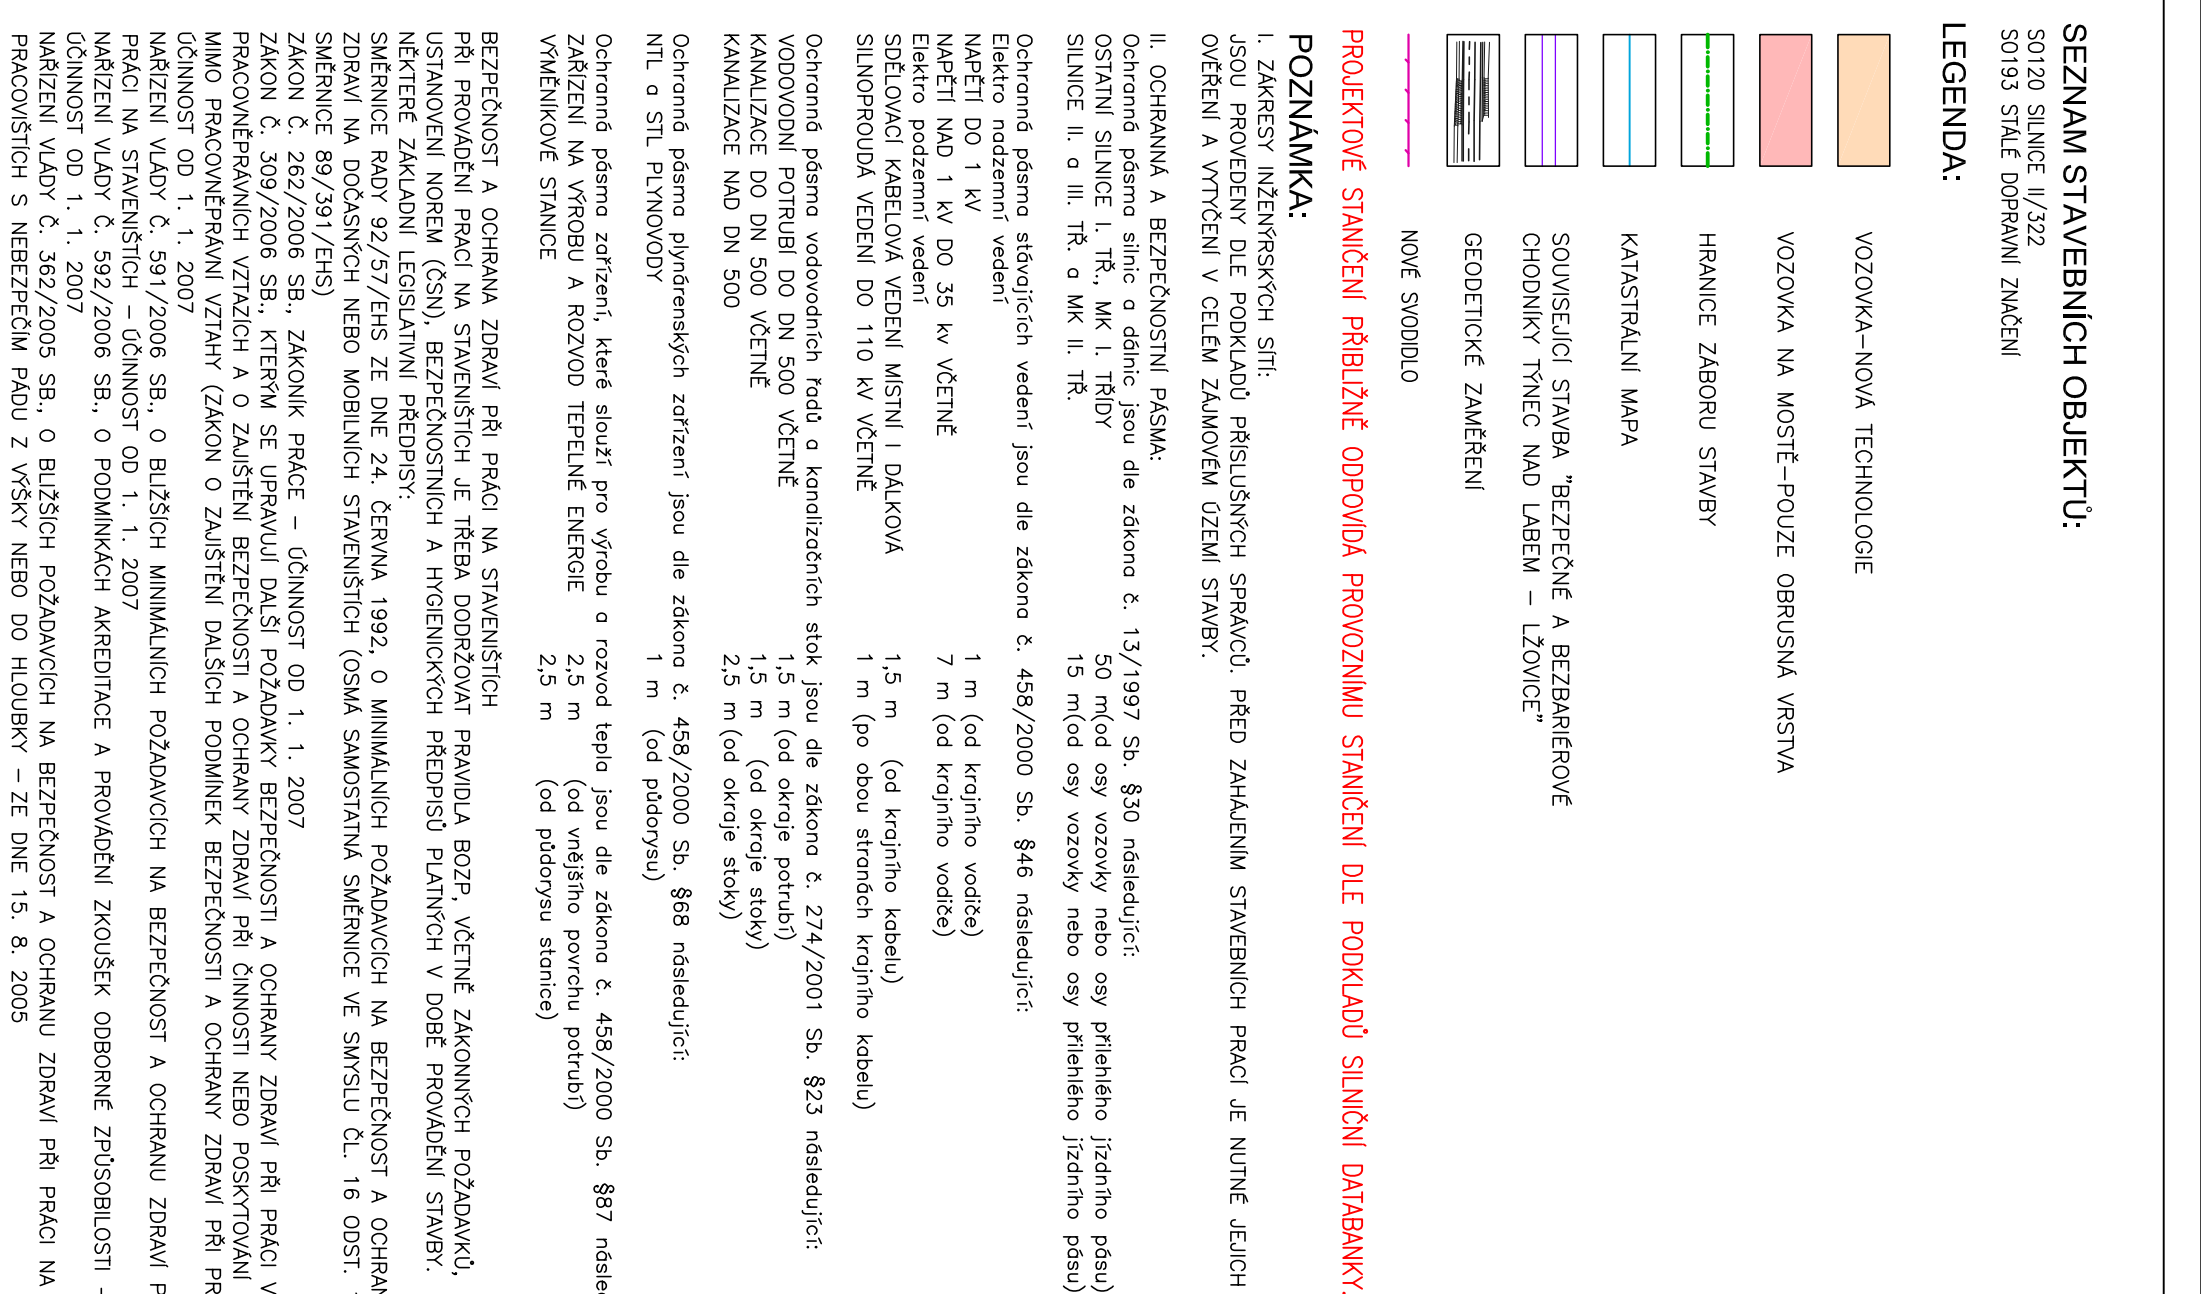 SEZNAM STAVEBNÍCH OBJEKTŮ:
SO120 SILNICE II/322
SO193 STÁLÉ DOPRAVNÍ ZNAČENÍ
LEGENDA:
VOZOVKA-NOVÁ TECHNOLOGIE
VOZOVKA NA MOSTĚ-POUZE OBRUSNÁ VRSTVA
HRANICE ZÁBORU STAVBY
KATASTRÁLNÍ MAPA
SOUVISEJÍCÍ STAVBA "BEZPEČNÉ A BEZBARIÉROVÉ
CHODNÍKY TÝNEC NAD LABEM - LŽOVICE"
GEODETICKÉ ZAMĚŘENÍ
NOVÉ SVODIDLO
PROJEKTOVÉ STANIČENÍ PŘIBLIŽNĚ ODPOVÍDÁ PROVOZNÍMU STANIČENÍ DLE PODKLADŮ SILNIČNÍ DATABANKY.
POZNÁMKA:
I. ZÁKRESY INŽENÝRSKÝCH SÍTÍ:
JSOU PROVEDENY DLE PODKLADŮ PŘÍSLUŠNÝCH SPRÁVCŮ. PŘED ZAHÁJENÍM STAVEBNÍCH PRACÍ JE NUTNÉ JEJICH
OVĚŘENÍ A VYTYČENÍ V CELÉM ZÁJMOVÉM ÚZEMÍ STAVBY.
II. OCHRANNÁ A BEZPEČNOSTNÍ PÁSMA:
Ochranná pásma silnic a dálnic jsou dle zákona č. 13/1997 Sb. §30 následující:
OSTATNÍ SILNICE I. TŘ., MK I. TŘÍDY 50 m(od osy vozovky nebo osy přilehlého jízdního pásu)
SILNICE II. a III. TŘ. a MK II. TŘ. 15 m(od osy vozovky nebo osy přilehlého jízdního pásu)
Ochranná pásma stávajících vedení jsou dle zákona č. 458/2000 Sb. §46 následující:
Elektro nadzemní vedení
NAPĚTÍ DO 1 kV 1 m (od krajního vodiče)
NAPĚTÍ NAD 1 kV DO 35 kv VČETNĚ 7 m (od krajního vodiče)
Elektro podzemní vedení
SDĚLOVACÍ KABELOVÁ VEDENÍ MÍSTNÍ I DÁLKOVÁ 1,5 m (od krajního kabelu)
SILNOPROUDÁ VEDENÍ DO 110 kV VČETNĚ 1 m (po obou stranách krajního kabelu)
Ochranná pásma vodovodních řadů a kanalizačních stok jsou dle zákona č. 274/2001 Sb. §23 následující:
VODOVODNÍ POTRUBÍ DO DN 500 VČETNĚ 1,5 m (od okraje potrubí)
KANALIZACE DO DN 500 VČETNĚ 1,5 m (od okraje stoky)
KANALIZACE NAD DN 500 2,5 m (od okraje stoky)
Ochranná pásma plynárenských zařízení jsou dle zákona č. 458/2000 Sb. §68 následující:
NTL a STL PLYNOVODY 1 m (od půdorysu)
Ochranná pásma zařízení, které slouží pro výrobu a rozvod tepla jsou dle zákona č. 458/2000 Sb. §87 násle
ZAŘÍZENÍ NA VÝROBU A ROZVOD TEPELNÉ ENERGIE 2,5 m (od vnějšího povrchu potrubí)
VÝMĚNÍKOVÉ STANICE 2,5 m (od půdorysu stanice)
BEZPEČNOST A OCHRANA ZDRAVÍ PŘI PRÁCI NA STAVENIŠTÍCH
PŘI PROVÁDĚNÍ PRACÍ NA STAVENIŠTÍCH JE TŘEBA DODRŽOVAT PRAVIDLA BOZP, VČETNĚ ZÁKONNÝCH POŽADAVKŮ,
USTANOVENÍ NOREM (ČSN), BEZPEČNOSTNÍCH A HYGIENICKÝCH PŘEDPISŮ PLATNÝCH V DOBĚ PROVÁDĚNÍ STAVBY.
NĚKTERÉ ZÁKLADNÍ LEGISLATIVNÍ PŘEDPISY:
SMĚRNICE RADY 92/57/EHS ZE DNE 24. ČERVNA 1992, O MINIMÁLNÍCH POŽADAVCÍCH NA BEZPEČNOST A OCHRAN
ZDRAVÍ NA DOČASNÝCH NEBO MOBILNÍCH STAVENIŠTÍCH (OSMÁ SAMOSTATNÁ SMĚRNICE VE SMYSLU ČL. 16 ODST.
SMĚRNICE 89/391/EHS)
ZÁKON Č. 262/2006 SB., ZÁKONÍK PRÁCE - ÚČINNOST OD 1. 1. 2007
ZÁKON Č. 309/2006 SB., KTERÝM SE UPRAVUJÍ DALŠÍ POŽADAVKY BEZPEČNOSTI A OCHRANY ZDRAVÍ PŘI PRÁCI V
PRACOVNĚPRÁVNÍCH VZTAZÍCH A O ZAJIŠTĚNÍ BEZPEČNOSTI A OCHRANY ZDRAVÍ PŘI ČINNOSTI NEBO POSKYTOVÁNÍ
MIMO PRACOVNĚPRÁVNÍ VZTAHY (ZÁKON O ZAJIŠTĚNÍ DALŠÍCH PODMÍNEK BEZPEČNOSTI A OCHRANY ZDRAVÍ PŘI PR
ÚČINNOST OD 1. 1. 2007
NAŘÍZENÍ VLÁDY Č. 591/2006 SB., O BLIŽŠÍCH MINIMÁLNÍCH POŽADAVCÍCH NA BEZPEČNOST A OCHRANU ZDRAVÍ P
PRÁCI NA STAVENIŠTÍCH - ÚČINNOST OD 1. 1. 2007
NAŘÍZENÍ VLÁDY Č. 592/2006 SB., O PODMÍNKÁCH AKREDITACE A PROVÁDĚNÍ ZKOUŠEK ODBORNÉ ZPŮSOBILOSTI -
ÚČINNOST OD 1. 1. 2007
NAŘÍZENÍ VLÁDY Č. 362/2005 SB., O BLIŽŠÍCH POŽADAVCÍCH NA BEZPEČNOST A OCHRANU ZDRAVÍ PŘI PRÁCI NA
PRACOVIŠTÍCH S NEBEZPEČÍM PÁDU Z VÝŠKY NEBO DO HLOUBKY - ZE DNE 15. 8. 2005